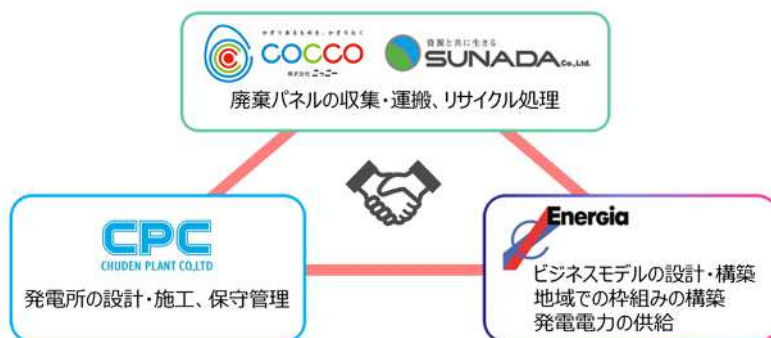 かぎりあるものを、かぎりなく
COCCO
株式会社 こっこー
資源と共に生きる
SUNADA Co.,Ltd.
廃棄パネルの収集・運搬、リサイクル処理
CPC
CHUDEN PLANT CO.,LTD
発電所の設計・施工、保守管理
Energia
ビジネスモデルの設計・構築
地域での枠組みの構築
発電電力の供給